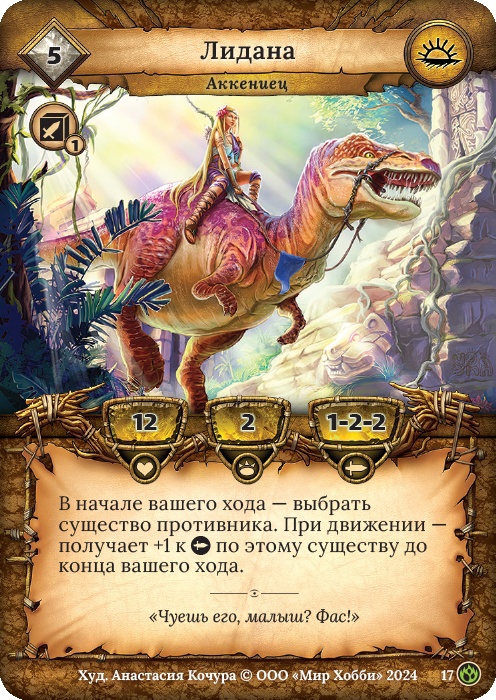 5
Лидана
Аккениец
1
12
2
1-2-2
В начале вашего хода — выбрать
существо противника. При движении —
получает +1 к по этому существу до
конца вашего хода.
«Чуешь его, малыш? Фас!»
Худ. Анастасия Кочура © ООО «Мир Хобби» 2024
17